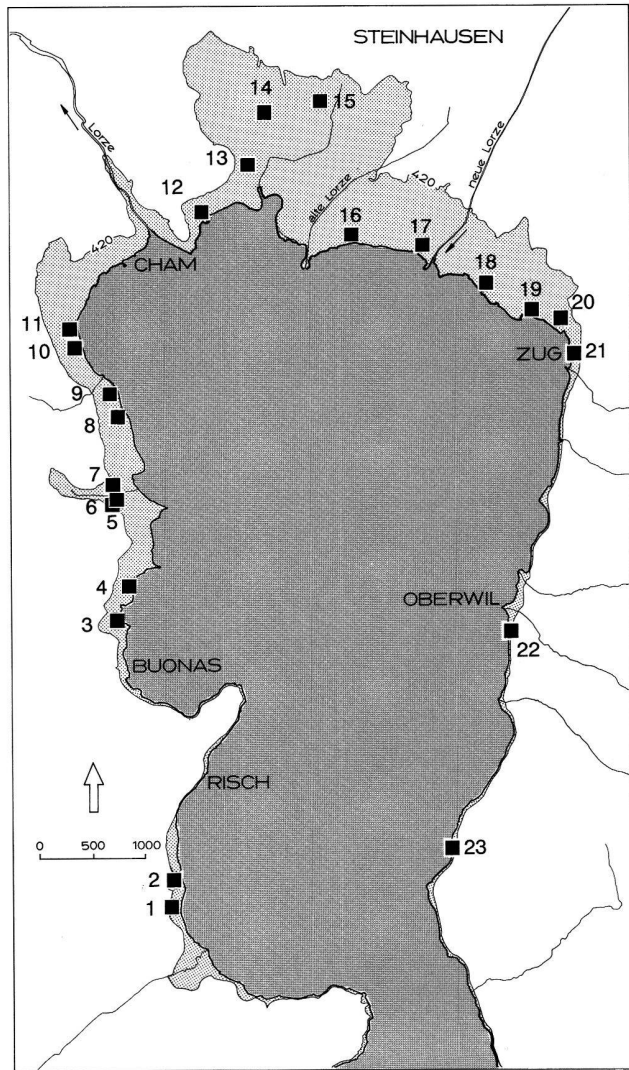 STEINHAUSEN
14
15
Lorze
13
alte Lorze
neue Lorze
420
12
16
17
420
CHAM
18
19
20
11
10
ZUG
21
9
8
7
6
5
4
OBERWIL
3
22
BUONAS
RISCH
0 500 1000
23
2
1